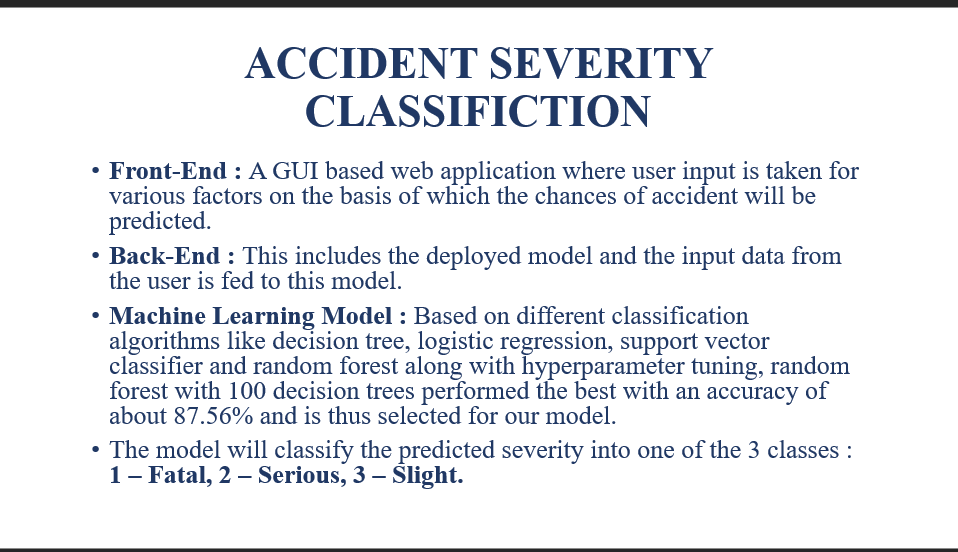 ACCIDENT SEVERITY
CLASSIFICTION
• Front-End : A GUI based web application where user input is taken for
various factors on the basis of which the chances of accident will be
predicted.
• Back-End : This includes the deployed model and the input data from
the user is fed to this model.
• Machine Learning Model : Based on different classification
algorithms like decision tree, logistic regression, support vector
classifier and random forest along with hyperparameter tuning, random
forest with 100 decision trees performed the best with an accuracy of
about 87.56% and is thus selected for our model.
• The model will classify the predicted severity into one of the 3 classes :
1 – Fatal, 2 – Serious, 3 – Slight.